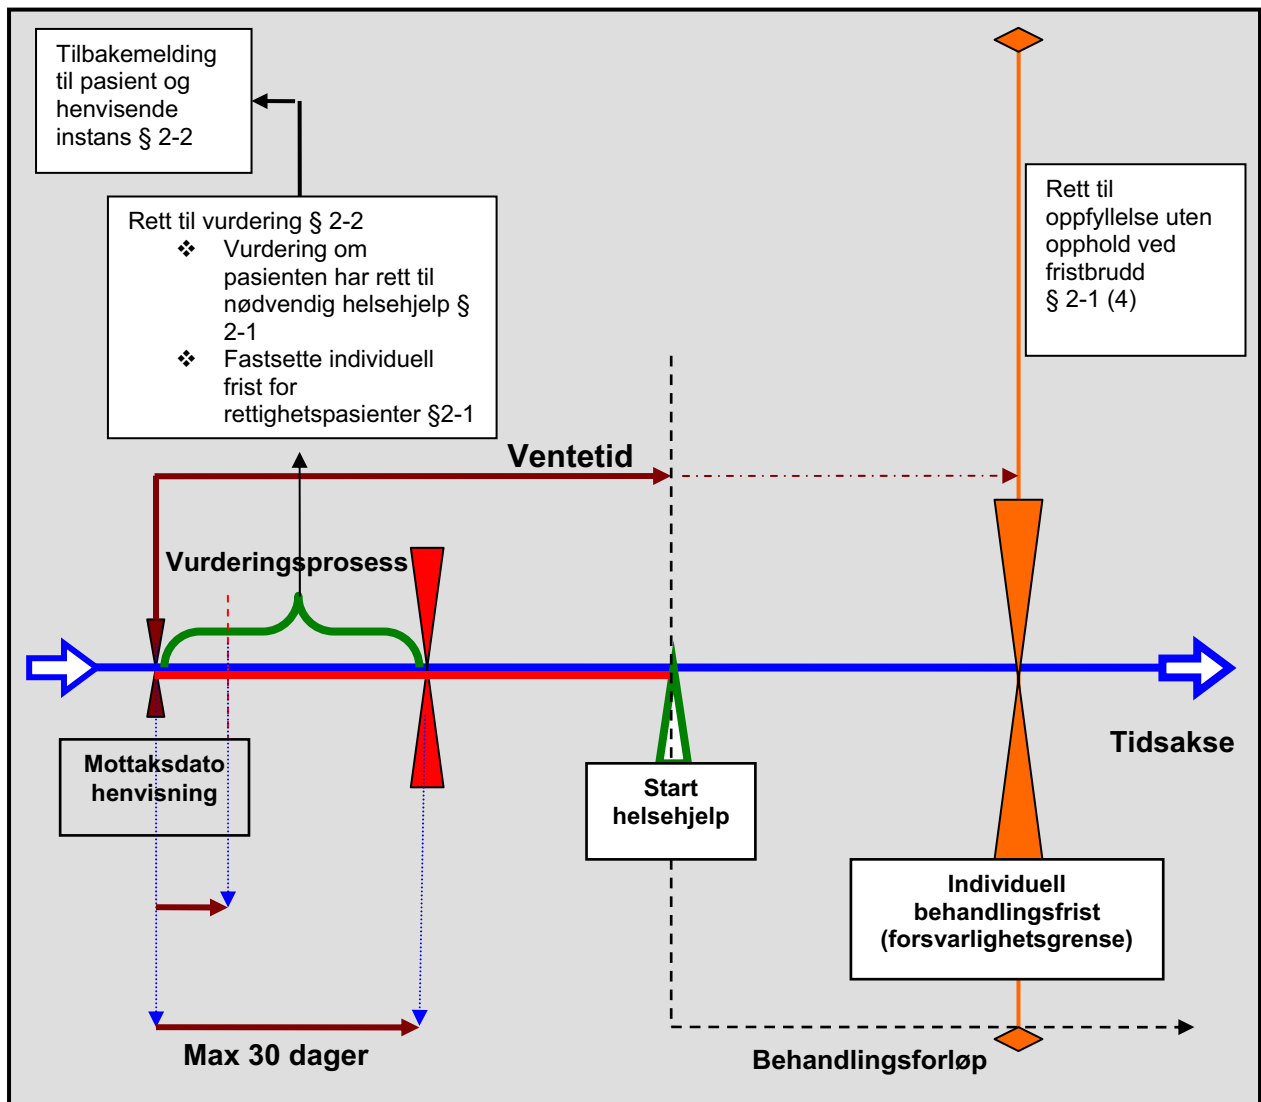 Tilbakemelding
til pasient og
henvisende
instans § 2-2
Rett til vurdering § 2-2
❖ Vurdering om
pasienten har rett til
nødvendig helsehjelp §
2-1
❖ Fastsette individuell
frist for
rettighetspasienter §2-1
Rett til
oppfyllelse uten
opphold ved
fristbrudd
§ 2-1 (4)
Ventetid
Vurderingsprosess
Tidsakse
Mottaksdato
henvisning
Start
helsehjelp
Individuell
behandlingsfrist
(forsvarlighetsgrense)
Max 30 dager
Behandlingsforløp